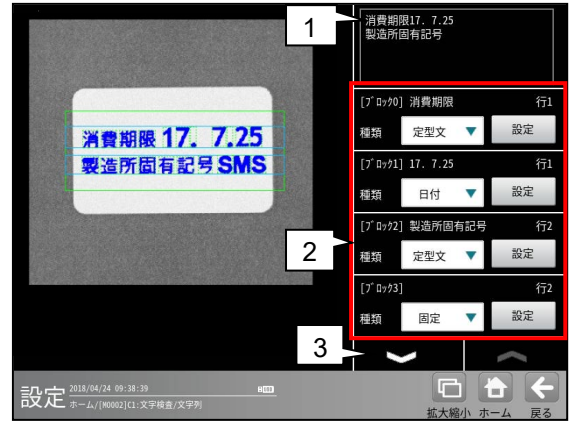 1
消費期限17. 7.25
製造所固有記号
消費期限 17. 7.25
製造所固有記号 SMS
2
[ブロック0] 消費期限 行1
種類 定型文 ▼ 設定
[ブロック1] 17. 7.25 行1
種類 日付 ▼ 設定
[ブロック2] 製造所固有記号 行2
種類 定型文 ▼ 設定
[ブロック3] 行2
種類 固定 ▼ 設定
3
設定
2018/04/24 09:38:39
ホーム/[M0002]C1:文字検査/文字列
拡大縮小 ホーム 戻る